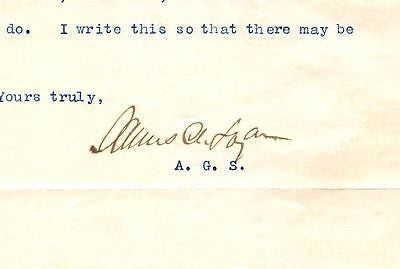 do. I write this so that there may be
Yours truly,
A. G. S.